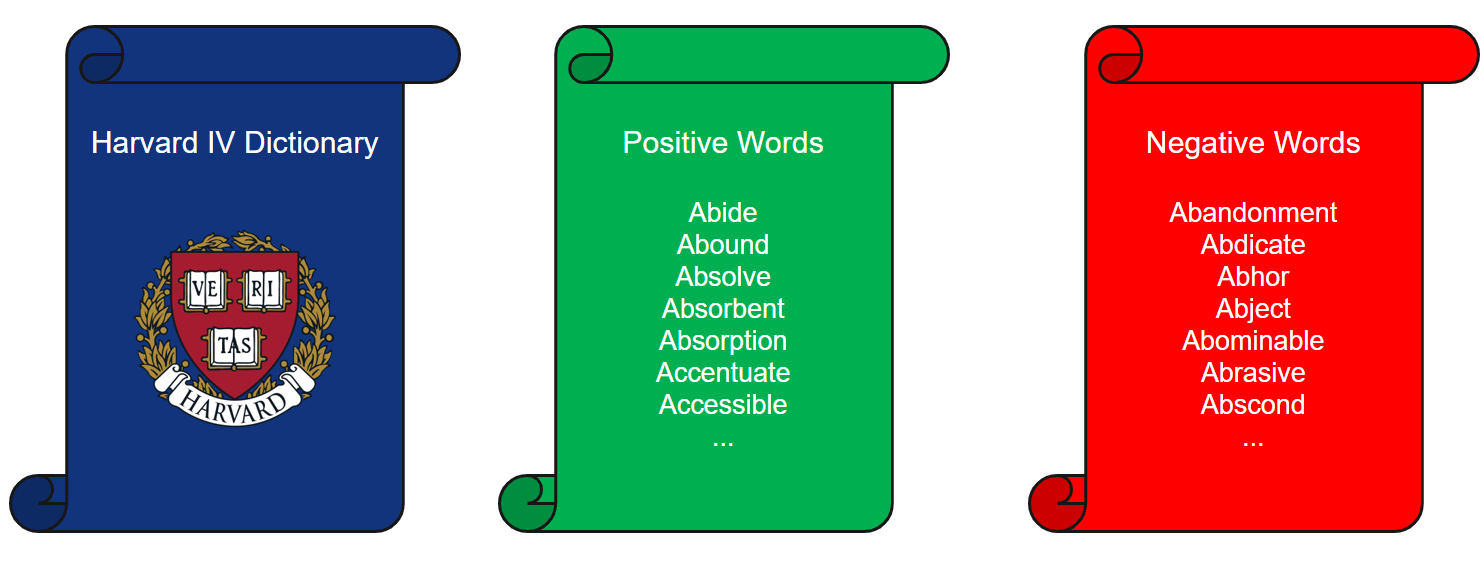 Harvard IV Dictionary
VE RI
TAS
HARVARD
Positive Words
Abide
Abound
Absolve
Absorbent
Absorption
Accentuate
Accessible
...
Negative Words
Abandonment
Abdicate
Abhor
Abject
Abominable
Abrasive
Abscond
...